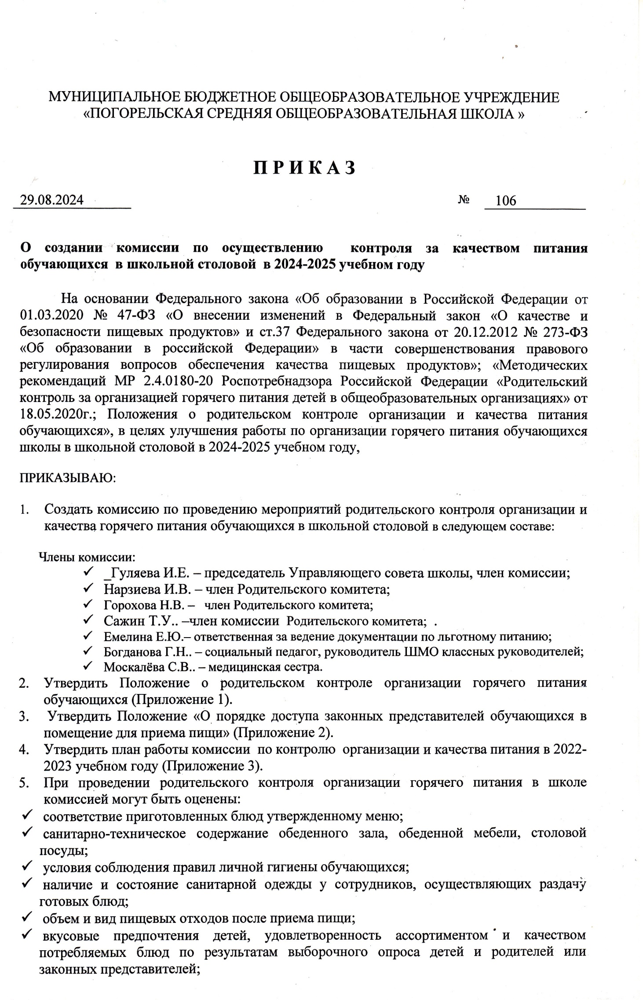 МУНИЦИПАЛЬНОЕ БЮДЖЕТНОЕ ОБЩЕОБРАЗОВАТЕЛЬНОЕ УЧРЕЖДЕНИЕ
«ПОГОРЕЛЬСКАЯ СРЕДНЯЯ ОБЩЕОБРАЗОВАТЕЛЬНАЯ ШКОЛА »
П Р И К А З
29.08.2024 № 106
О создании комиссии по осуществлению контроля за качеством питания
обучающихся в школьной столовой в 2024-2025 учебном году
На основании Федерального закона «Об образовании в Российской Федерации от
01.03.2020 № 47-ФЗ «О внесении изменений в Федеральный закон «О качестве и
безопасности пищевых продуктов» и ст.37 Федерального закона от 20.12.2012 № 273-ФЗ
«Об образовании в российской Федерации» в части совершенствования правового
регулирования вопросов обеспечения качества пищевых продуктов»; «Методических
рекомендаций МР 2.4.0180-20 Роспотребнадзора Российской Федерации «Родительский
контроль за организацией горячего питания детей в общеобразовательных организациях» от
18.05.2020г.; Положения о родительском контроле организации и качества питания
обучающихся», в целях улучшения работы по организации горячего питания обучающихся
школы в школьной столовой в 2024-2025 учебном году,
ПРИКАЗЫВАЮ:
1. Создать комиссию по проведению мероприятий родительского контроля организации и
качества горячего питания обучающихся в школьной столовой в следующем составе:
Члены комиссии:
✓ _Гуляева И.Е. – председатель Управляющего совета школы, член комиссии;
✓ Нарзиева И.В. – член Родительского комитета;
✓ Горохова Н.В. – член Родительского комитета;
✓ Сажин Т.У.. –член комиссии Родительского комитета; .
✓ Емелина Е.Ю.– ответственная за ведение документации по льготному питанию;
✓ Богданова Г.Н.. – социальный педагог, руководитель ШМО классных руководителей;
✓ Москалёва С.В.. – медицинская сестра.
2. Утвердить Положение о родительском контроле организации горячего питания
обучающихся (Приложение 1).
3. Утвердить Положение «О порядке доступа законных представителей обучающихся в
помещение для приема пищи» (Приложение 2).
4. Утвердить план работы комиссии по контролю организации и качества питания в 2022-
2023 учебном году (Приложение 3).
5. При проведении родительского контроля организации горячего питания в школе
комиссией могут быть оценены:
✓ соответствие приготовленных блюд утвержденному меню;
✓ санитарно-техническое содержание обеденного зала, обеденной мебели, столовой
посуды;
✓ условия соблюдения правил личной гигиены обучающихся;
✓ наличие и состояние санитарной одежды у сотрудников, осуществляющих раздачу
готовых блюд;
✓ объем и вид пищевых отходов после приема пищи;
✓ вкусовые предпочтения детей, удовлетворенность ассортиментом и качеством
потребляемых блюд по результатам выборочного опроса детей и родителей или
законных представителей;